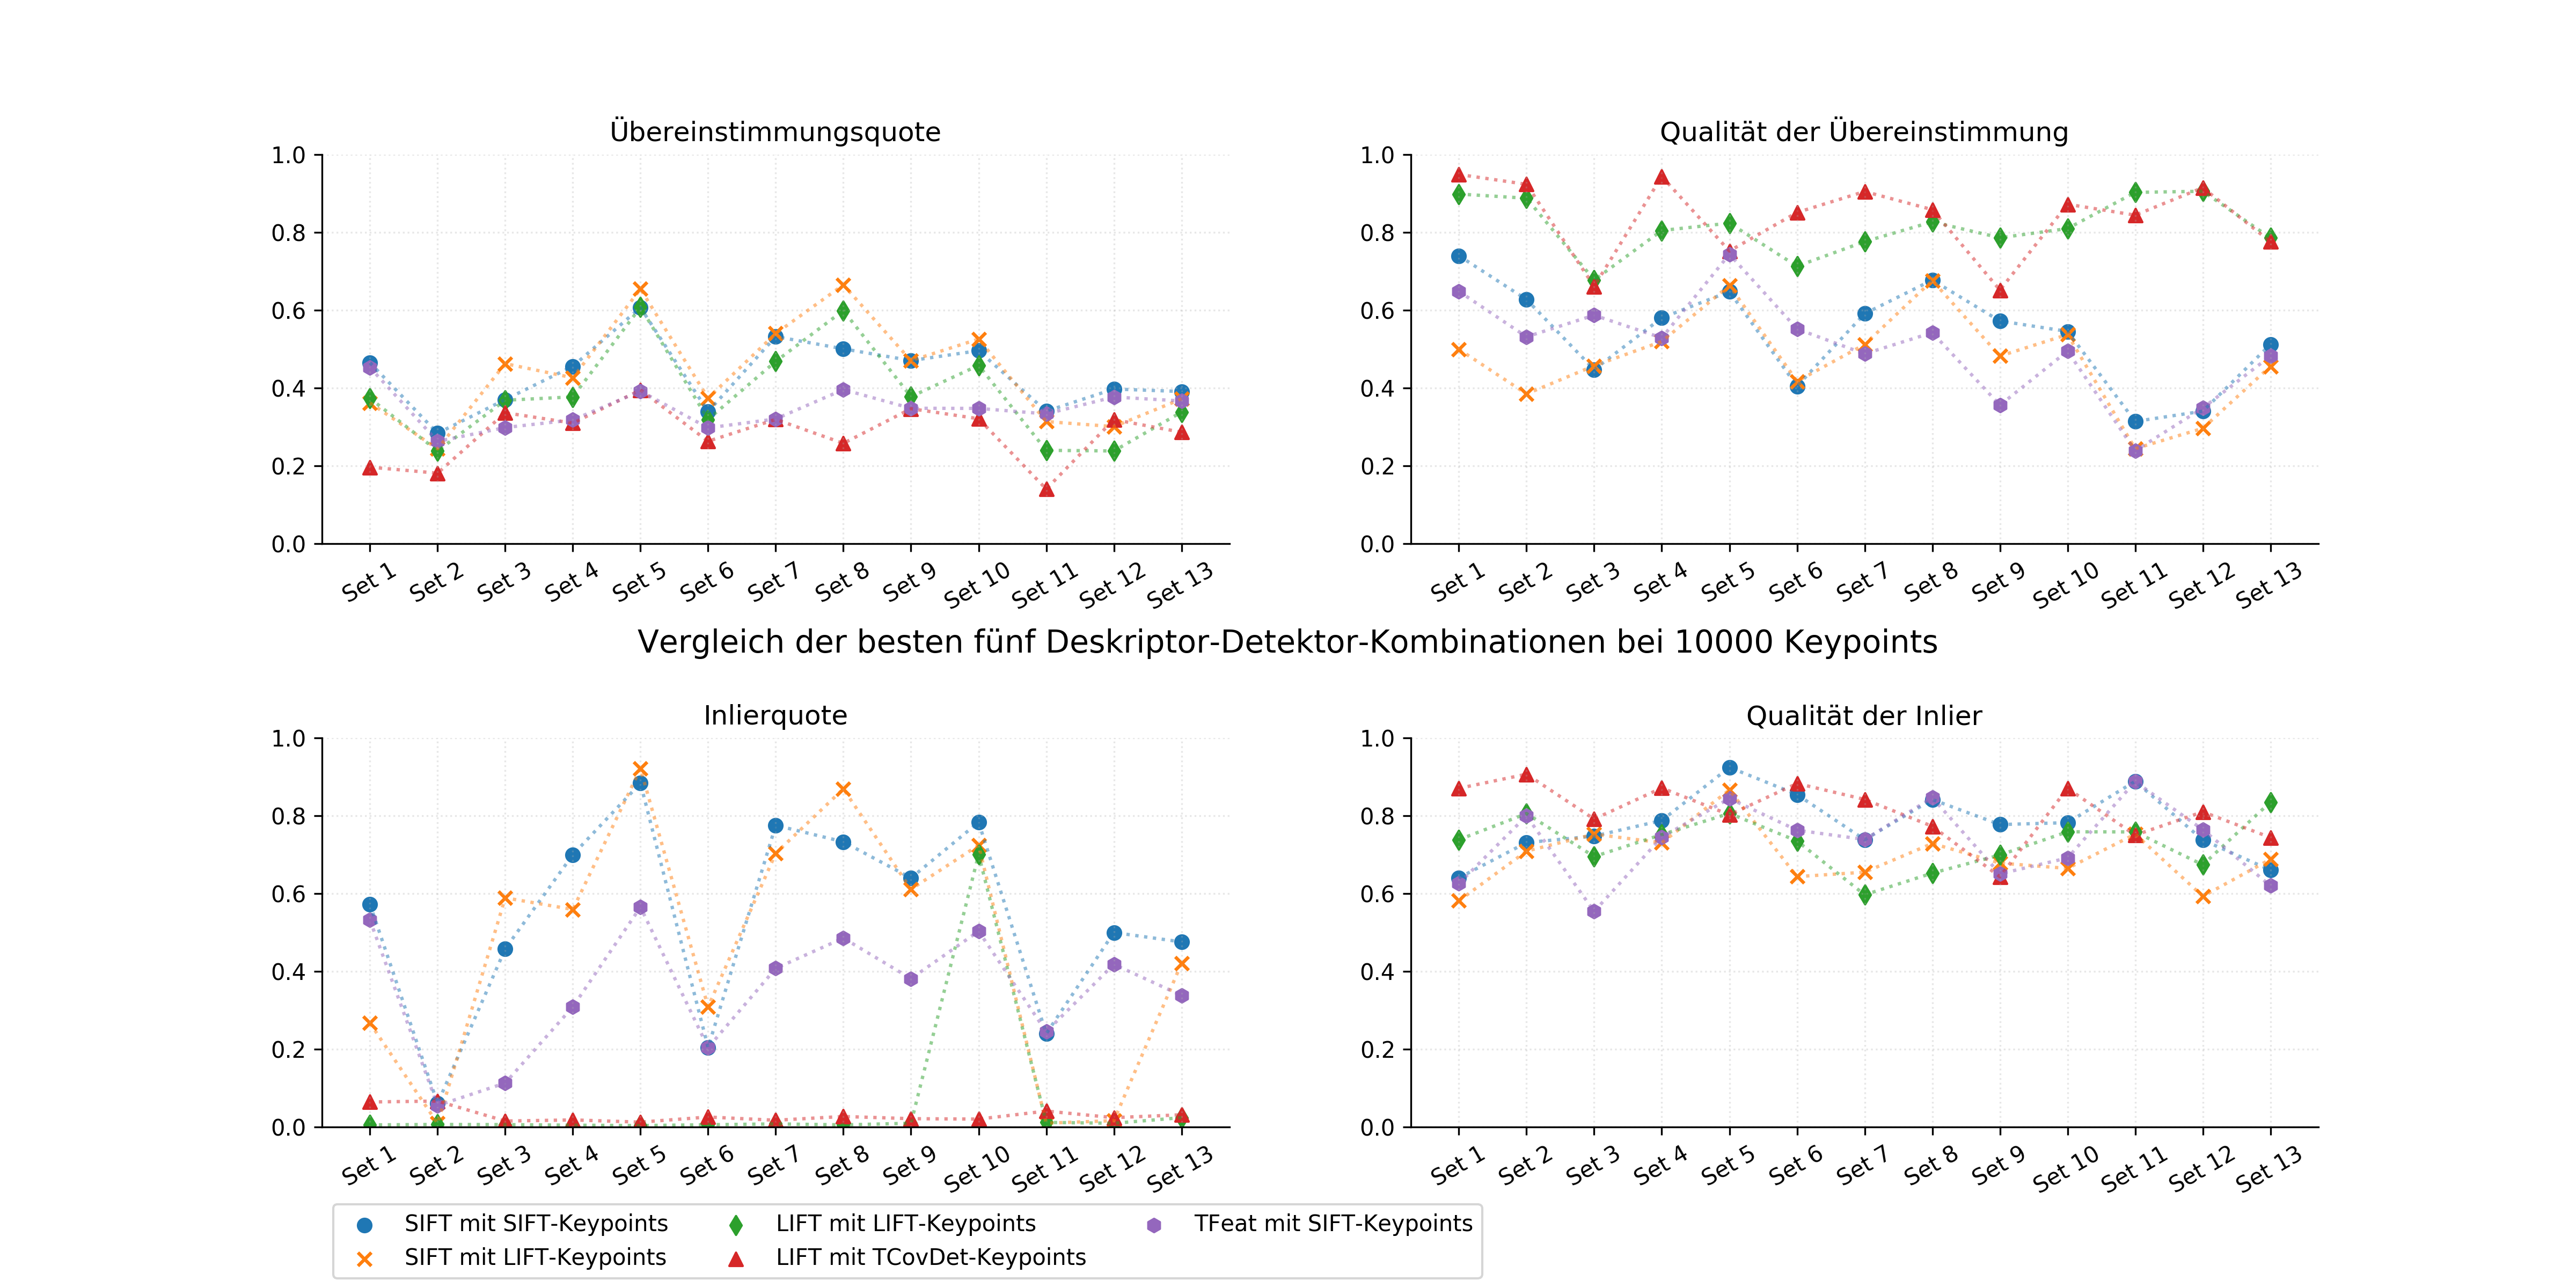 Übereinstimmungsquote
1.0
0.8
0.6
0.4
0.2
0.0
Set 1 Set 2 Set 3 Set 4 Set 5 Set 6 Set 7 Set 8 Set 9 Set 10 Set 11 Set 12 Set 13
Qualität der Übereinstimmung
1.0
0.8
0.6
0.4
0.2
0.0
Set 1 Set 2 Set 3 Set 4 Set 5 Set 6 Set 7 Set 8 Set 9 Set 10 Set 11 Set 12 Set 13
Vergleich der besten fünf Deskriptor-Detektor-Kombinationen bei 10000 Keypoints
Inlierquote
1.0
0.8
0.6
0.4
0.2
0.0
Set 1 Set 2 Set 3 Set 4 Set 5 Set 6 Set 7 Set 8 Set 9 Set 10 Set 11 Set 12 Set 13
Qualität der Inlier
1.0
0.8
0.6
0.4
0.2
0.0
Set 1 Set 2 Set 3 Set 4 Set 5 Set 6 Set 7 Set 8 Set 9 Set 10 Set 11 Set 12 Set 13
SIFT mit SIFT-Keypoints
SIFT mit LIFT-Keypoints
LIFT mit LIFT-Keypoints
LIFT mit TCovDet-Keypoints
TFeat mit SIFT-Keypoints